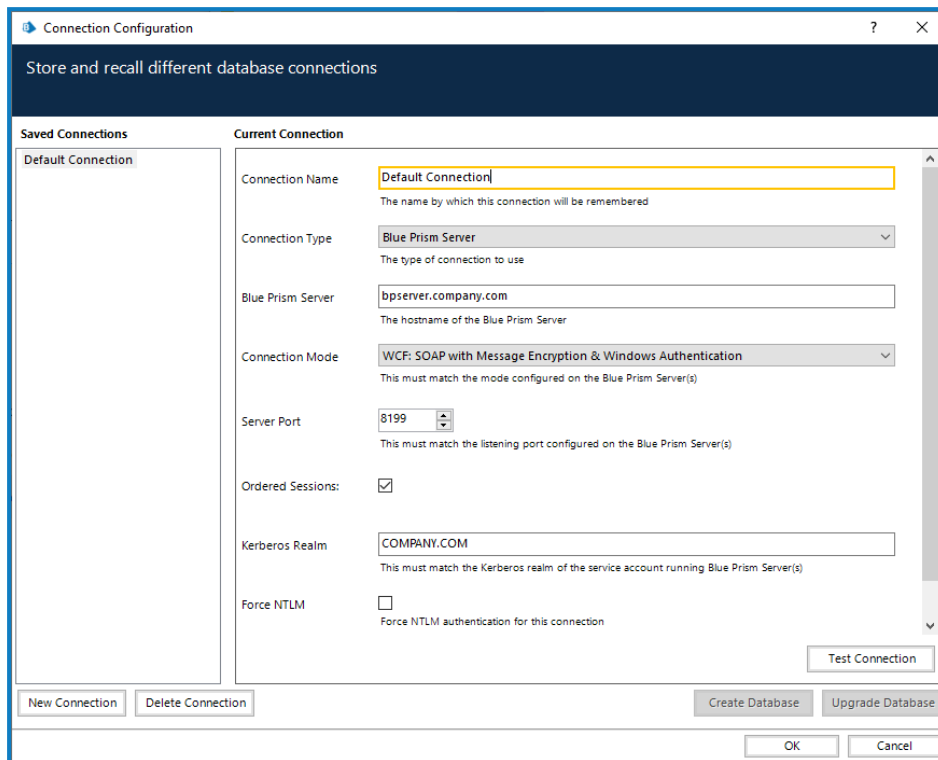 Connection Configuration
?
Store and recall different database connections
Saved Connections
Current Connection
Default Connection
Connection Name
Default Connection
The name by which this connection will be remembered
Connection Type
Blue Prism Server
The type of connection to use
Blue Prism Server
bpserver.company.com
The hostname of the Blue Prism Server
Connection Mode
WCF: SOAP with Message Encryption & Windows Authentication
This must match the mode configured on the Blue Prism Server(s)
Server Port
8199
This must match the listening port configured on the Blue Prism Server(s)
Ordered Sessions:
Kerberos Realm
COMPANY.COM
This must match the Kerberos realm of the service account running Blue Prism Server(s)
Force NTLM
Force NTLM authentication for this connection
Test Connection
New Connection
Delete Connection
Create Database
Upgrade Database
OK
Cancel